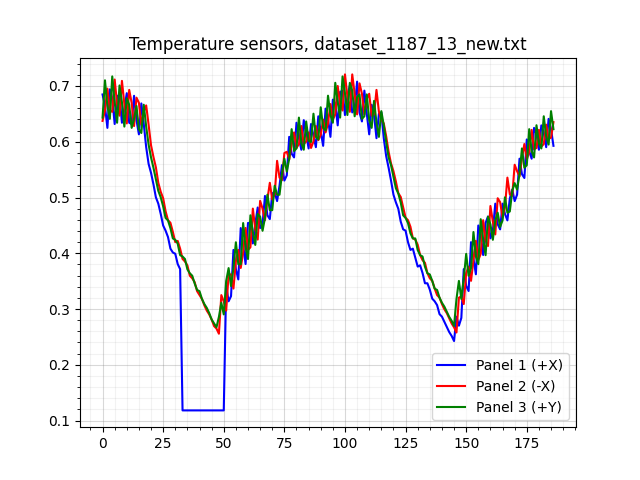 Temperature sensors, dataset_1187_13_new.txt
0.7
0.6
0.5
0.4
0.3
0.2
0.1
0 25 50 75 100 125 150 175
Panel 1 (+X)
Panel 2 (-X)
Panel 3 (+Y)